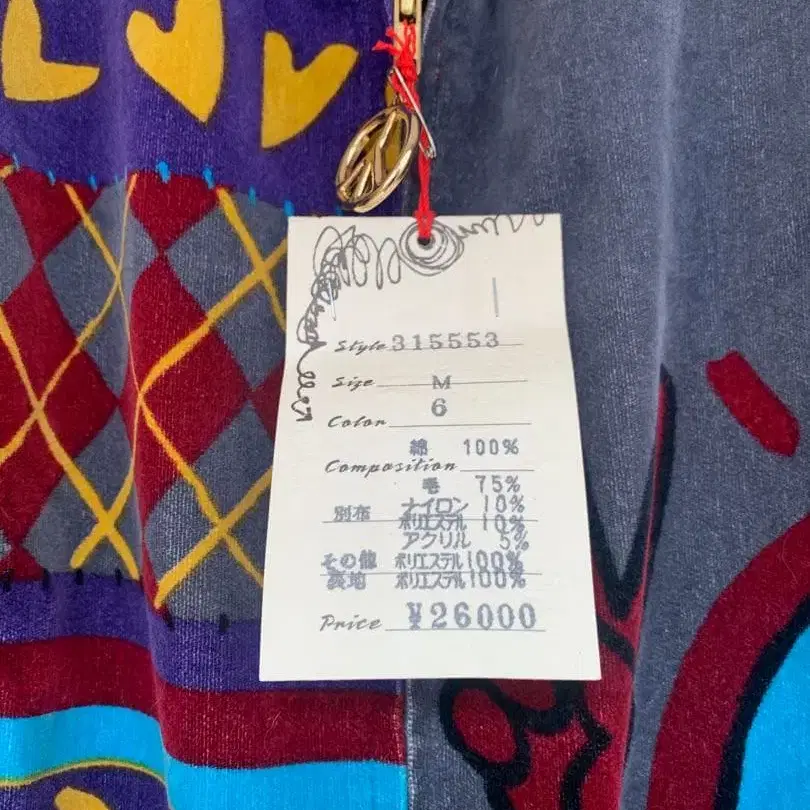 Style 315553
Size M
Color 6
綿 100%
Composition
毛 75%
別布 ナイロン 10%
ポリエステル 10%
アクリル 5%
その他 ポリエステル100%
裏地 ポリエステル100%
Price ¥26000